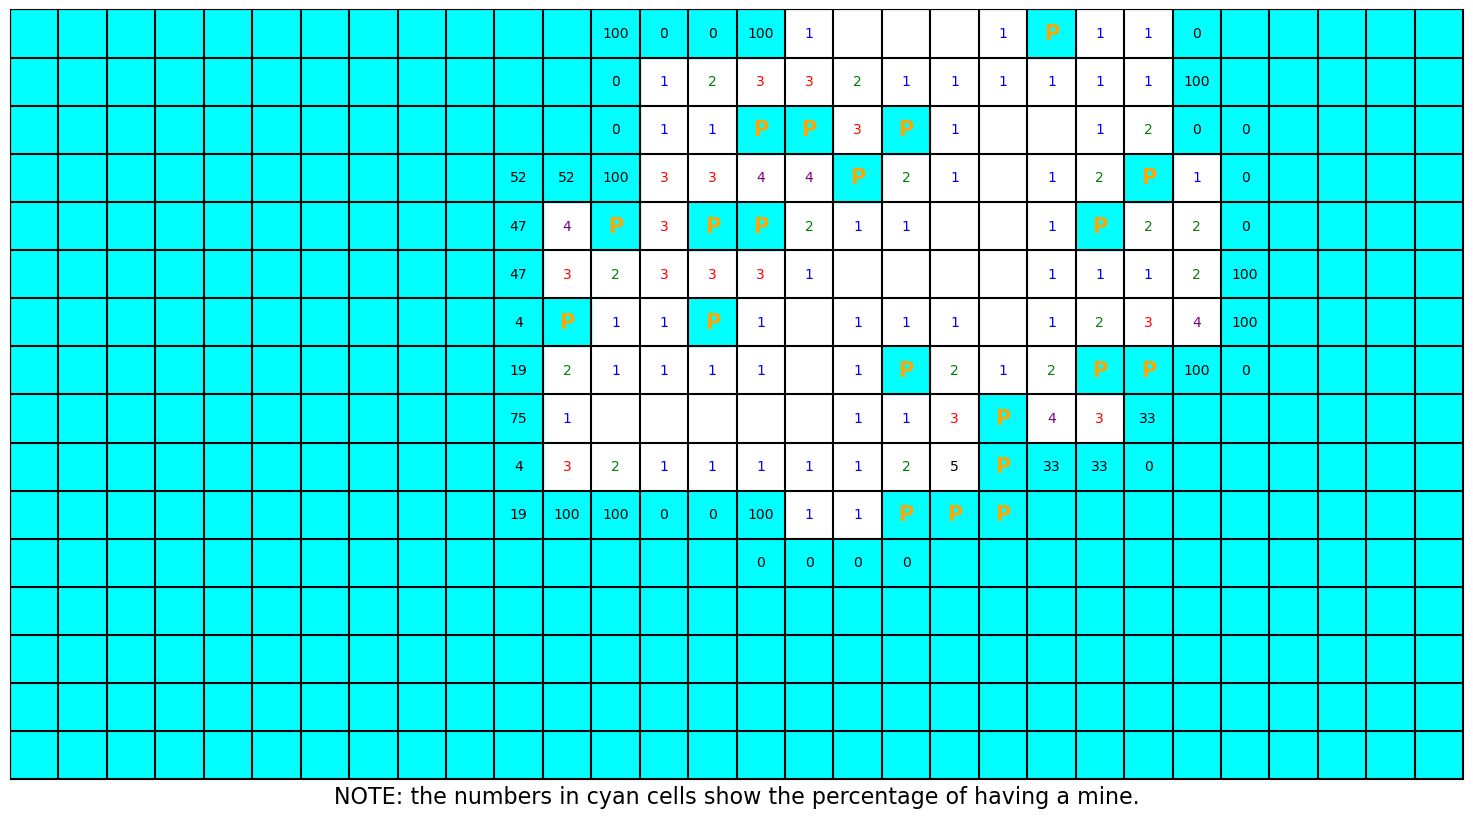 100 0 0 100 1 1 P 1 1 0
0 1 2 3 3 2 1 1 1 1 1 1 100
0 1 1 P P 3 P 1 1 2 0 0
52 52 100 3 3 4 4 P 2 1 1 2 P 1 0
47 4 P 3 P P 2 1 1 1 P 2 2 0
47 3 2 3 3 3 1 1 1 1 2 100
4 P 1 1 P 1 1 1 1 1 2 3 4 100
19 2 1 1 1 1 1 P 2 1 2 P P 100 0
75 1 1 1 3 P 4 3 33
4 3 2 1 1 1 1 1 2 5 P 33 33 0
19 100 100 0 0 100 1 1 P P P
0 0 0 0
NOTE: the numbers in cyan cells show the percentage of having a mine.